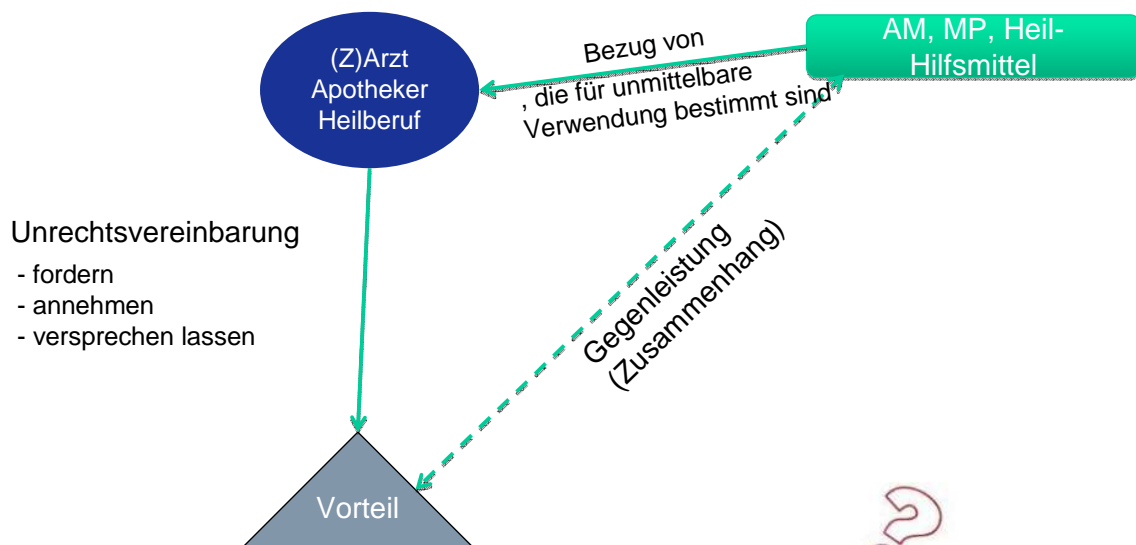 (Z)Arzt
Apotheker
Heilberuf
Bezug von
, die für unmittelbare
Verwendung bestimmt sind
AM, MP, Heil-
Hilfsmittel
Unrechtsvereinbarung
- fordern
- annehmen
- versprechen lassen
Gegenleistung
(Zusammenhang)
Vorteil